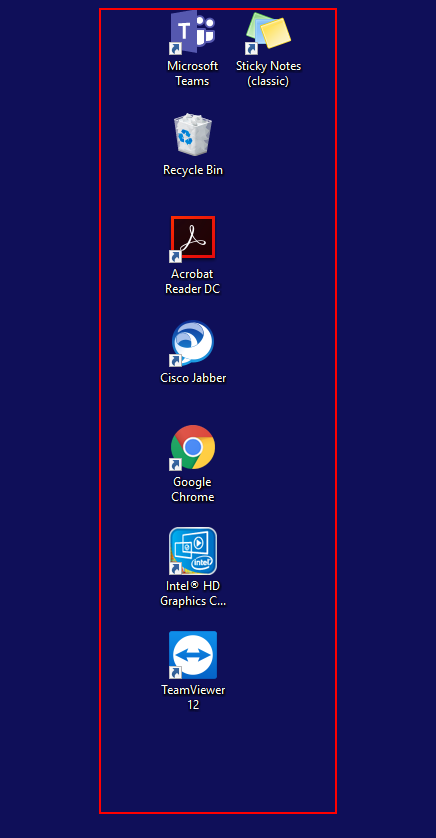 Microsoft
Teams
Sticky Notes
(classic)
Recycle Bin
Acrobat
Reader DC
Cisco Jabber
Google
Chrome
intel
Intel® HD
Graphics C...
TeamViewer
12